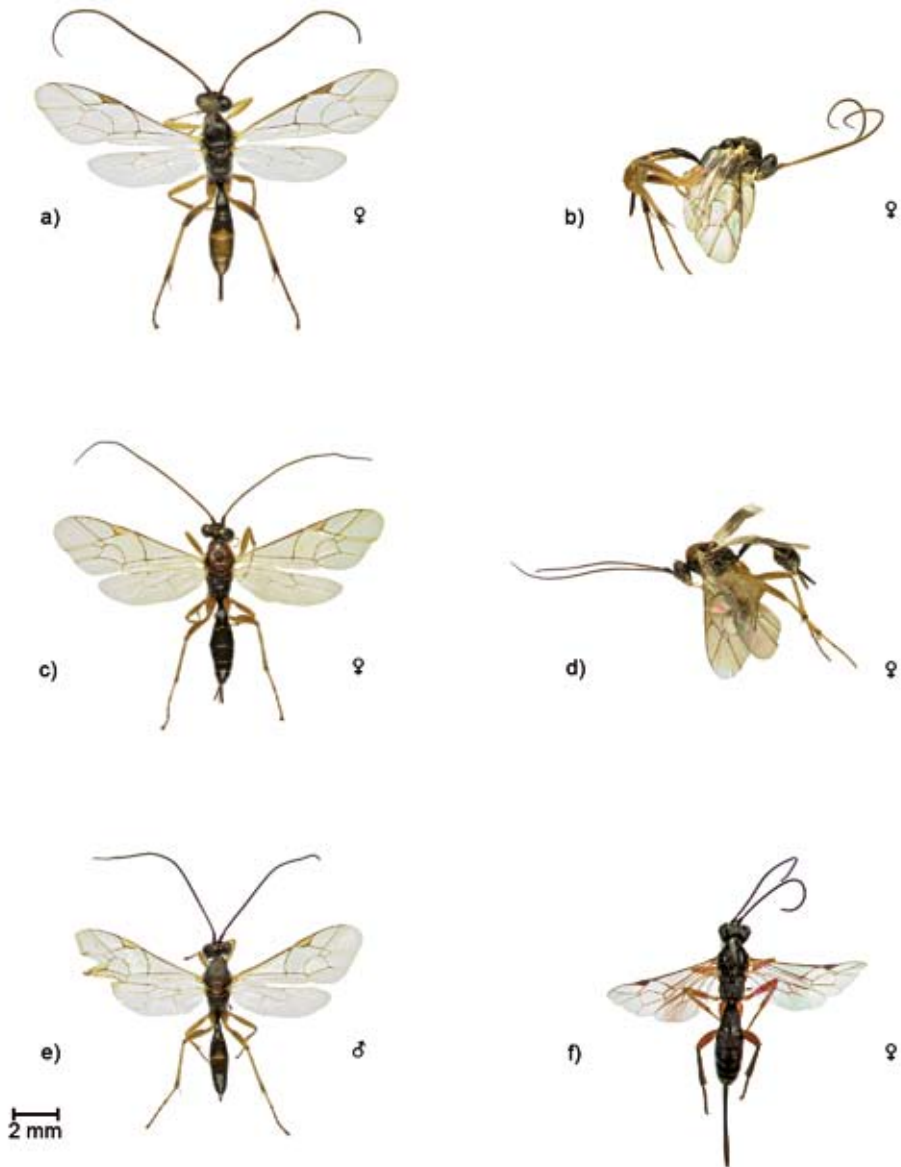 a) ♀
b) ♀
c) ♀
d) ♀
e) ♂
f) ♀
2 mm